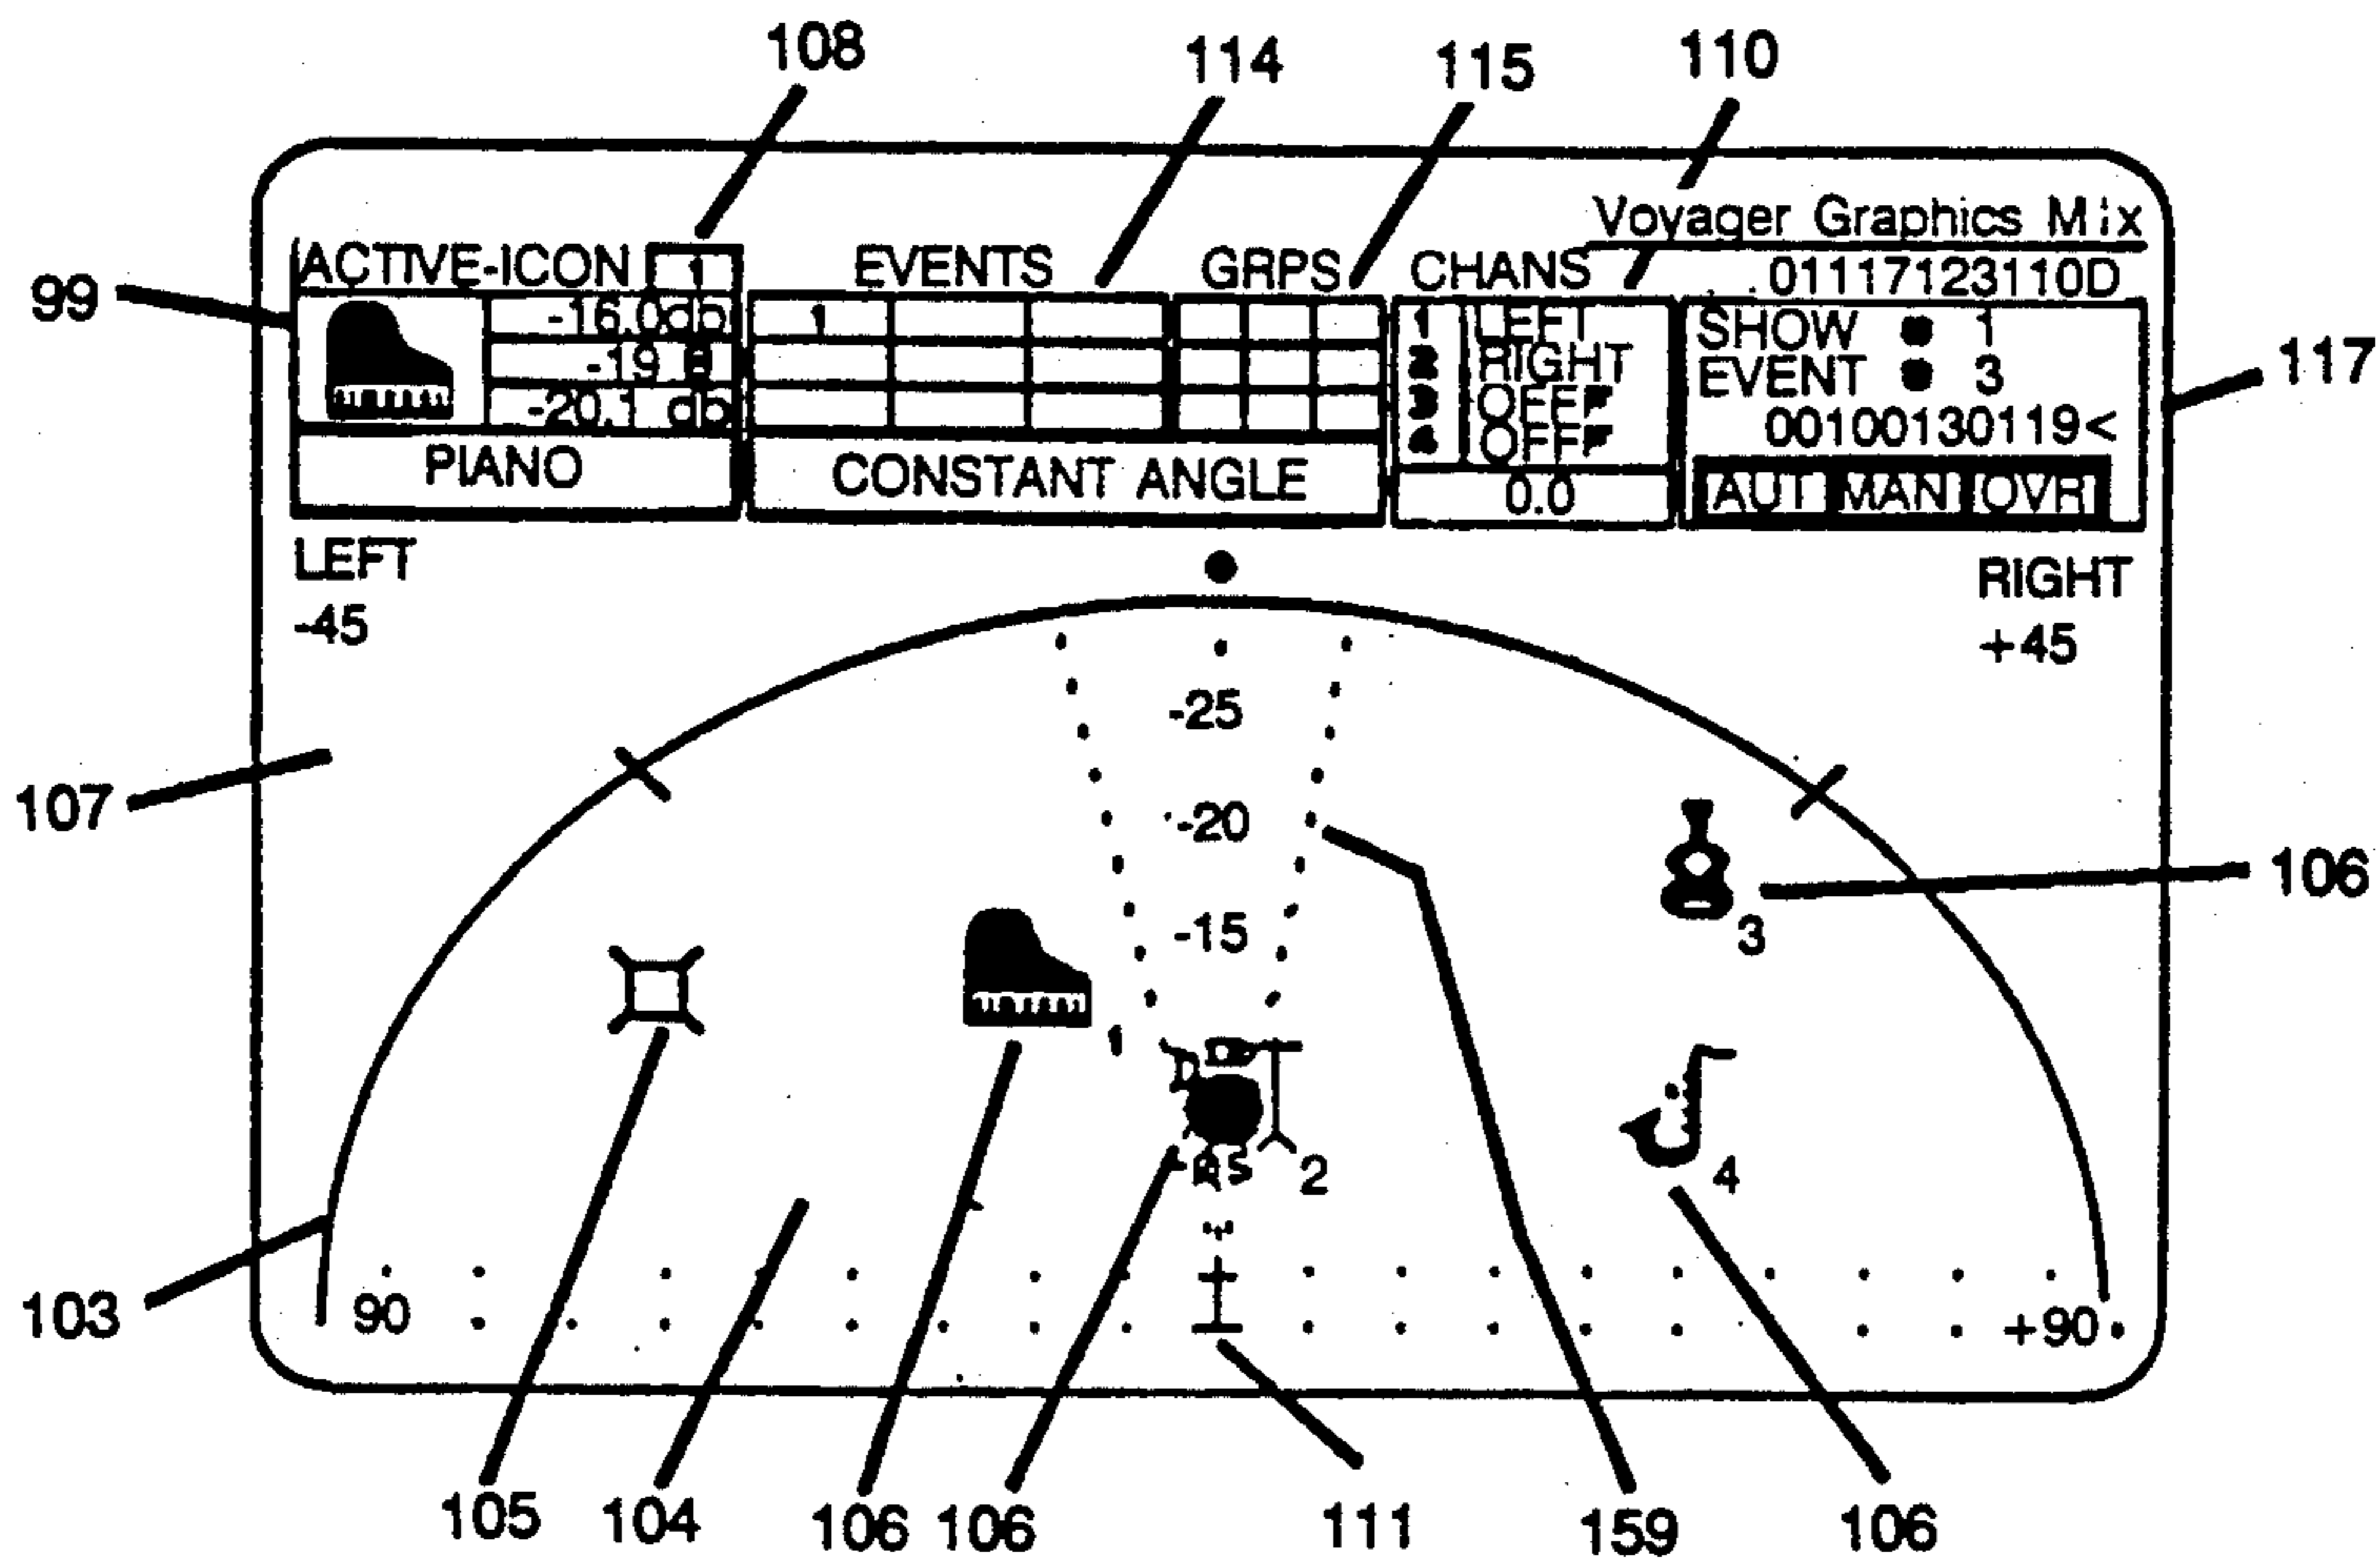 108 114 115 110
Voyager Graphics Mix
ACTIVE-ICON 1 EVENTS GRPS CHANS 01117123110D
99
-16.0db 1 1 LEFT SHOW ● 1
-19 2 RIGHT EVENT ● 3
117
-20.1 db 3 OFF
4 OFF 00100130119<
PIANO CONSTANT ANGLE 0.0 AUT MAN OVR
LEFT RIGHT
-45 +45
-25
107
-20
106
-15 3
1
2 4
103
90 +90
105 104 106 106 111 159 106